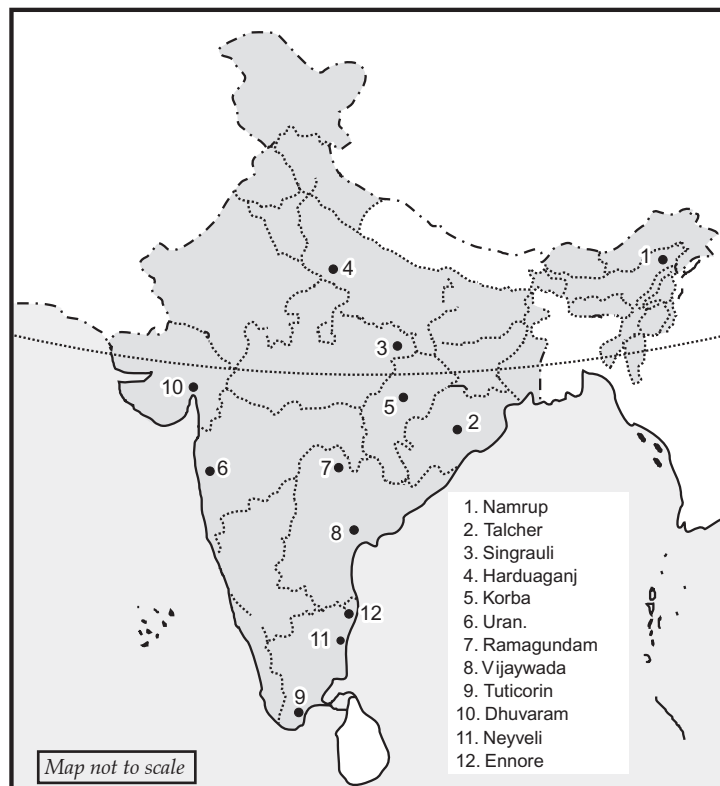 1
4
3
10
5
2
6
7
8
12
11
9
1. Namrup
2. Talcher
3. Singrauli
4. Harduaganj
5. Korba
6. Uran.
7. Ramagundam
8. Vijaywada
9. Tuticorin
10. Dhuvaram
11. Neyveli
12. Ennore
Map not to scale